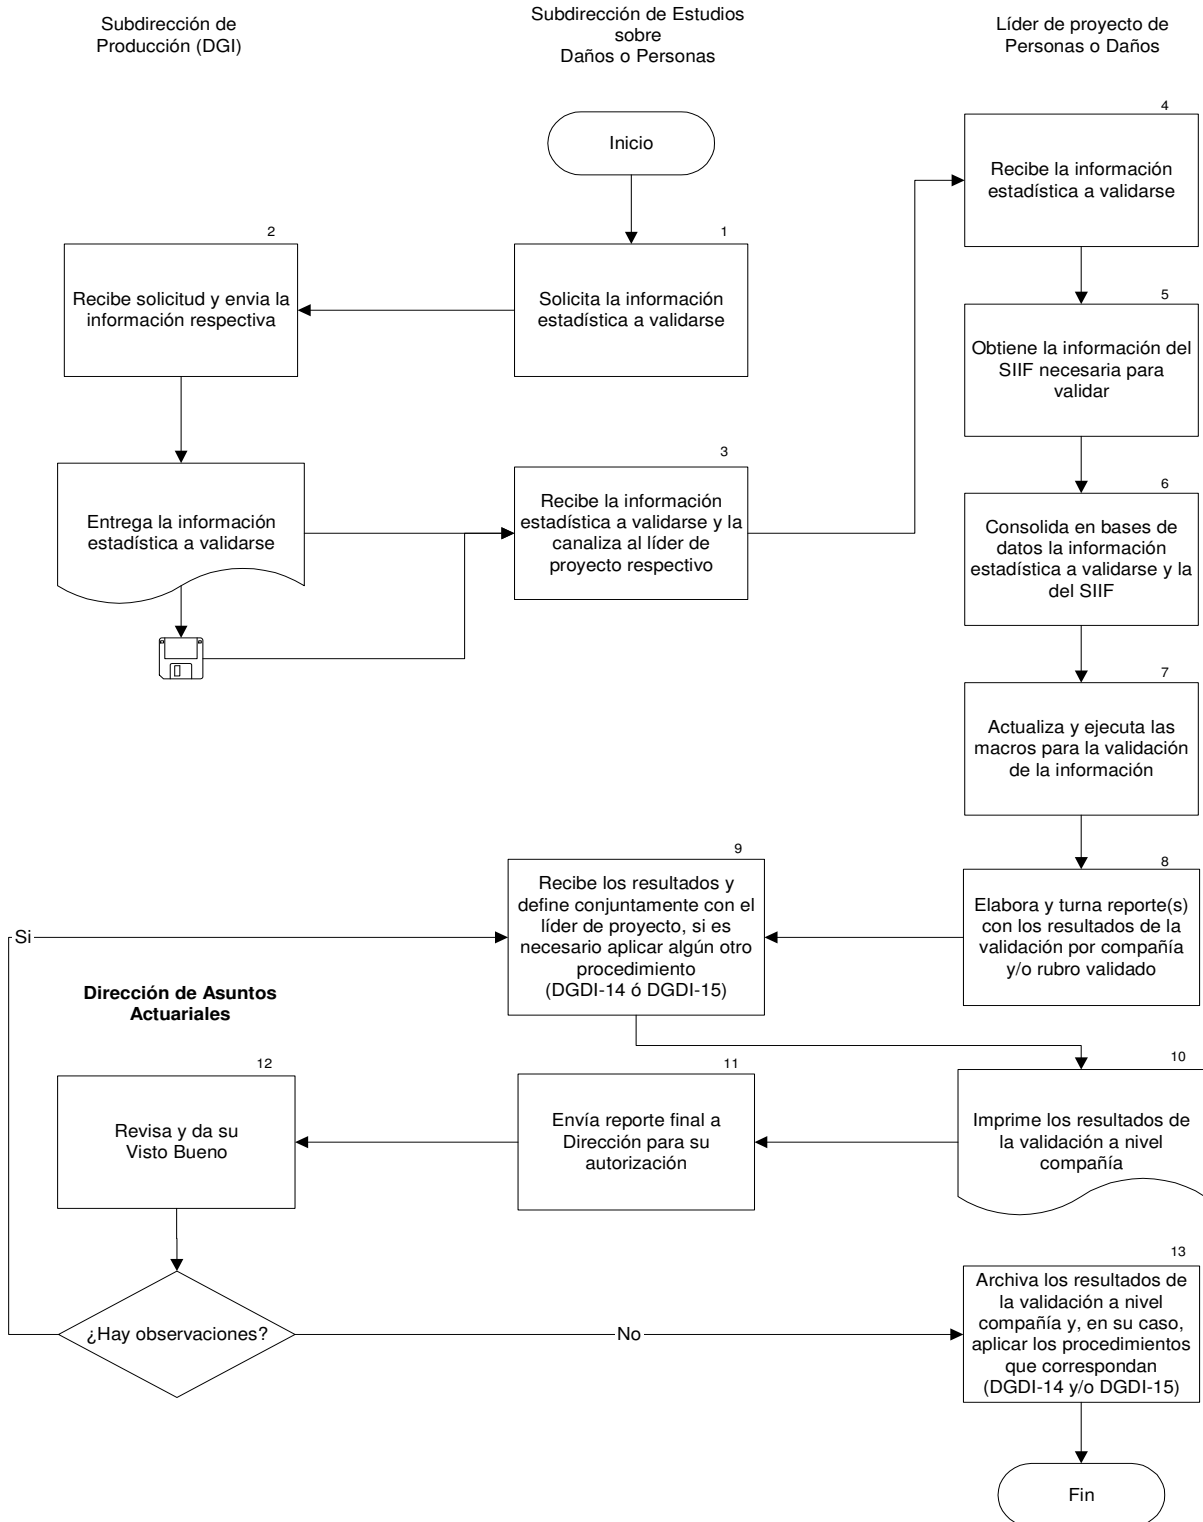 Subdirección de
Producción (DGI)
Subdirección de Estudios
sobre
Daños o Personas
Líder de proyecto de
Personas o Daños
Inicio
1
Solicita la información
estadística a validarse
2
Recibe solicitud y envia la
información respectiva
Entrega la información
estadística a validarse
3
Recibe la información
estadística a validarse y la
canaliza al líder de
proyecto respectivo
4
Recibe la información
estadística a validarse
5
Obtiene la información del
SIIF necesaria para
validar
6
Consolida en bases de
datos la información
estadística a validarse y la
del SIIF
7
Actualiza y ejecuta las
macros para la validación
de la información
8
Elabora y turna reporte(s)
con los resultados de la
validación por compañía
y/o rubro validado
9
Recibe los resultados y
define conjuntamente con el
líder de proyecto, si es
necesario aplicar algún otro
procedimiento
(DGDI-14 ó DGDI-15)
Si
Dirección de Asuntos
Actuariales
10
Imprime los resultados de
la validación a nivel
compañía
11
Envía reporte final a
Dirección para su
autorización
12
Revisa y da su
Visto Bueno
¿Hay observaciones?
No
13
Archiva los resultados de
la validación a nivel
compañía y, en su caso,
aplicar los procedimientos
que correspondan
(DGDI-14 y/o DGDI-15)
Fin